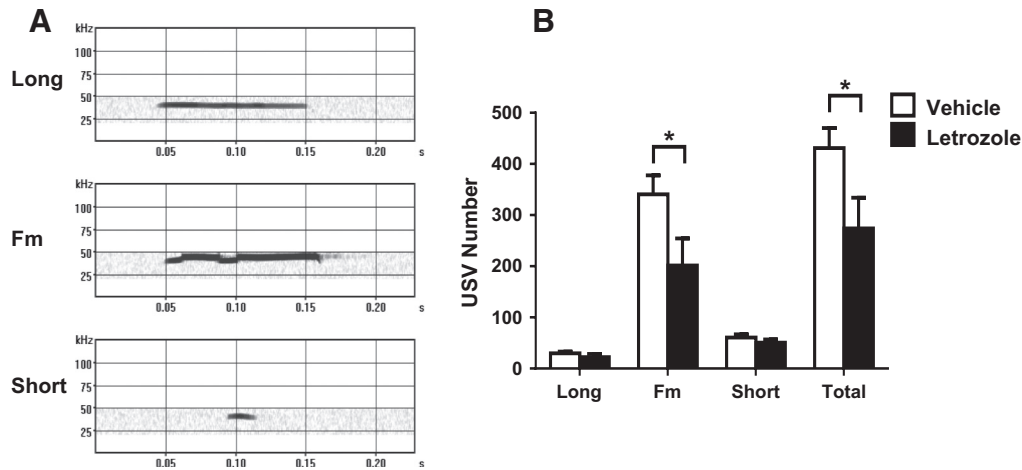 A
Long
kHz
100
75
50
25
0.05 0.10 0.15 0.20 s
Fm
kHz
100
75
50
25
0.05 0.10 0.15 0.20 s
Short
kHz
100
75
50
25
0.05 0.10 0.15 0.20 s
B
USV Number
500
400
300
200
100
0
* *
Vehicle
Letrozole
Long Fm Short Total